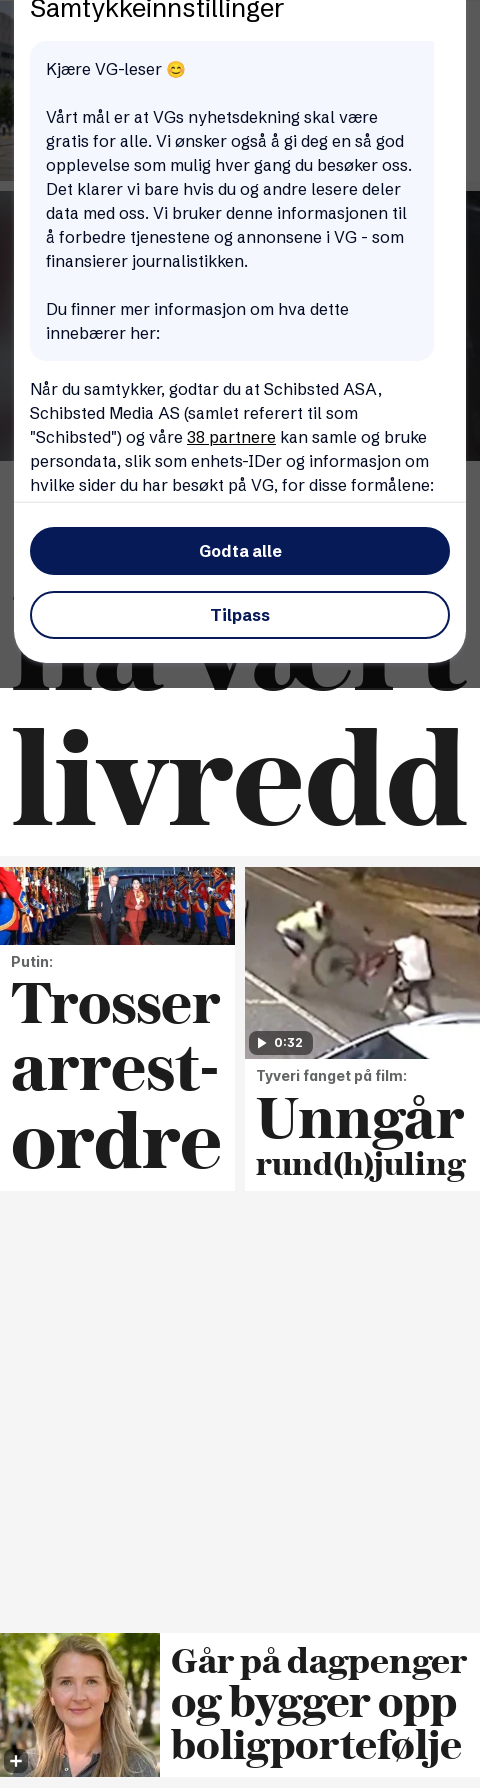 Samtykkeinnstillinger
Kjære VG-leser 😊
Vårt mål er at VGs nyhetsdekning skal være
gratis for alle. Vi ønsker også å gi deg en så god
opplevelse som mulig hver gang du besøker oss.
Det klarer vi bare hvis du og andre lesere deler
data med oss. Vi bruker denne informasjonen til
å forbedre tjenestene og annonsene i VG - som
finansierer journalistikken.
Du finner mer informasjon om hva dette
innebærer her:
Når du samtykker, godtar du at Schibsted ASA,
Schibsted Media AS (samlet referert til som
"Schibsted") og våre 38 partnere kan samle og bruke
persondata, slik som enhets-IDer og informasjon om
hvilke sider du har besøkt på VG, for disse formålene:
Godta alle
Tilpass
ha vært
livredd
Putin:
Trosser
arrest-
ordre
0:32
Tyveri fanget på film:
Unngår
rund(h)juling
Går på dagpenger
og bygger opp
boligportefølje